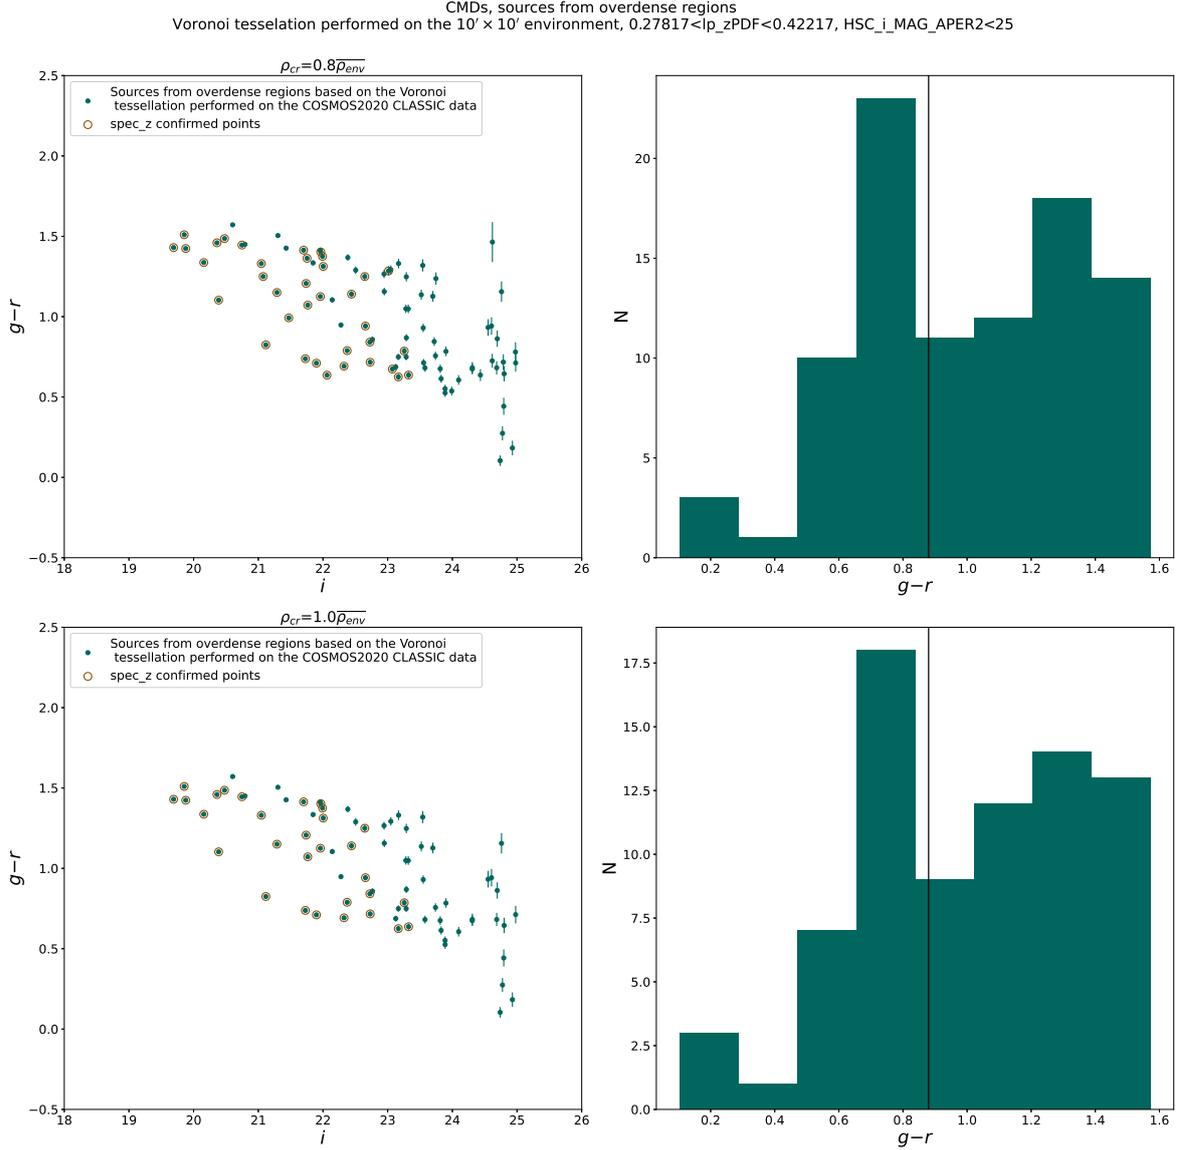 CMDs, sources from overdense regions
Voronoi tesselation performed on the 10′ × 10′ environment, 0.27817<lp_zPDF<0.42217, HSC_i_MAG_APER2<25
ρcr=0.8ρenv
2.5
2.0
1.5
1.0
0.5
0.0
−0.5
g−r
Sources from overdense regions based on the Voronoi
tessellation performed on the COSMOS2020 CLASSIC data
spec_z confirmed points
18 19 20 21 22 23 24 25 26
i
20
15
10
5
0
N
0.2 0.4 0.6 0.8 1.0 1.2 1.4 1.6
g−r
ρcr=1.0ρenv
2.5
2.0
1.5
1.0
0.5
0.0
−0.5
g−r
Sources from overdense regions based on the Voronoi
tessellation performed on the COSMOS2020 CLASSIC data
spec_z confirmed points
18 19 20 21 22 23 24 25 26
i
17.5
15.0
12.5
10.0
7.5
5.0
2.5
0.0
N
0.2 0.4 0.6 0.8 1.0 1.2 1.4 1.6
g−r